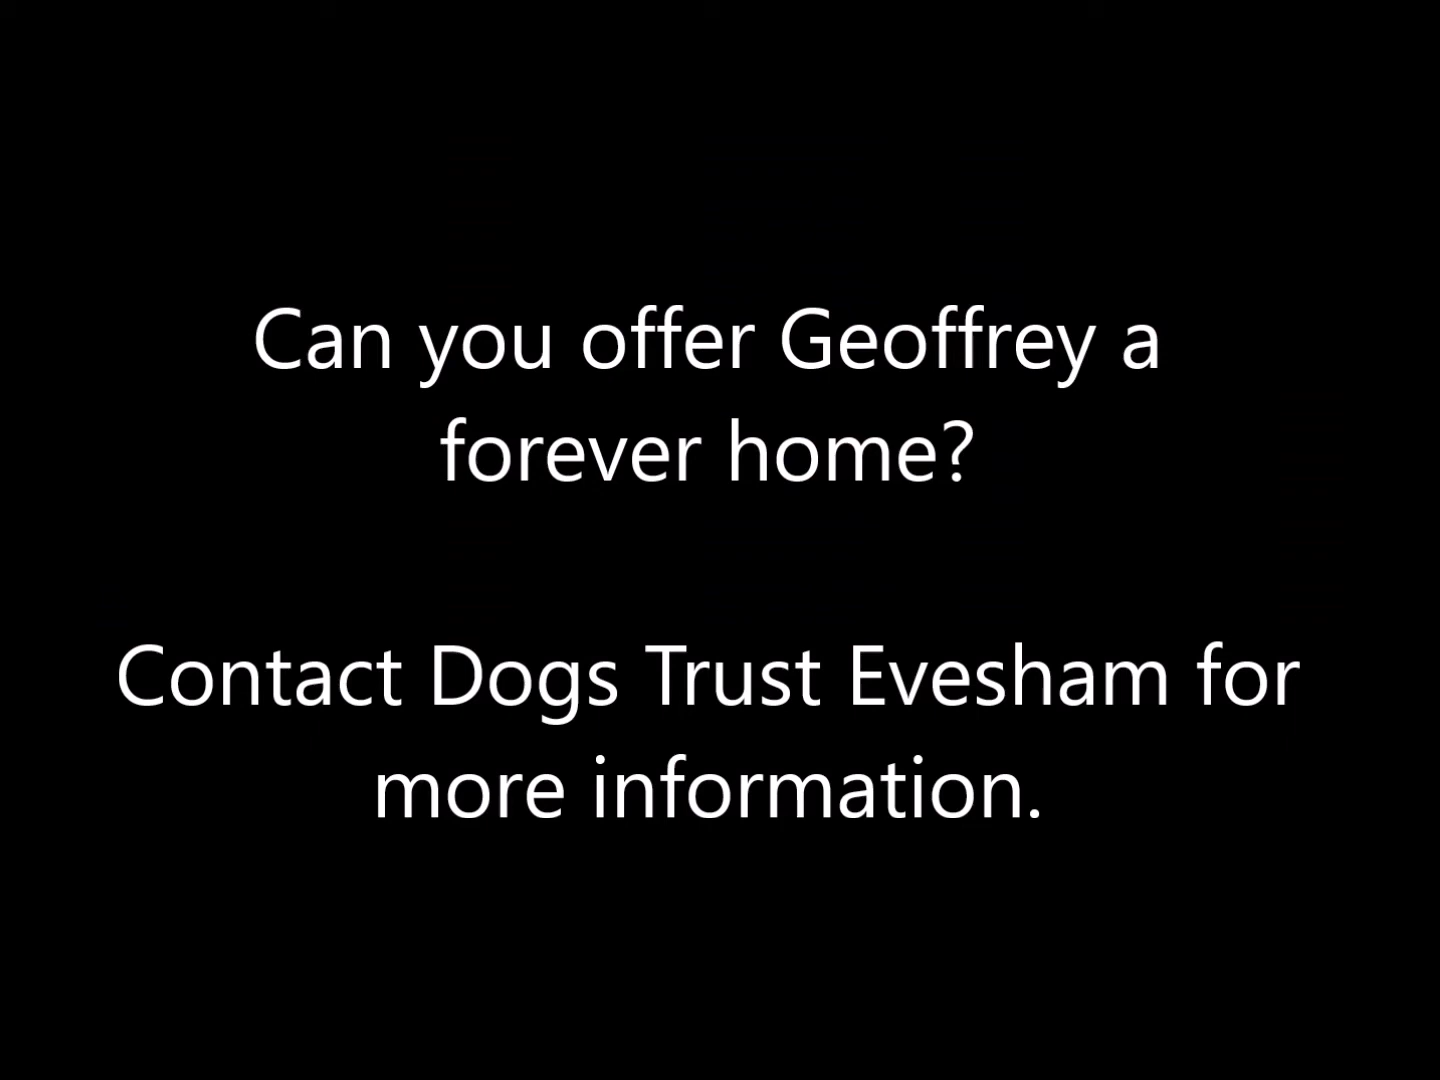 Can you offer Geoffrey a
forever home?
Contact Dogs Trust Evesham for
more information.